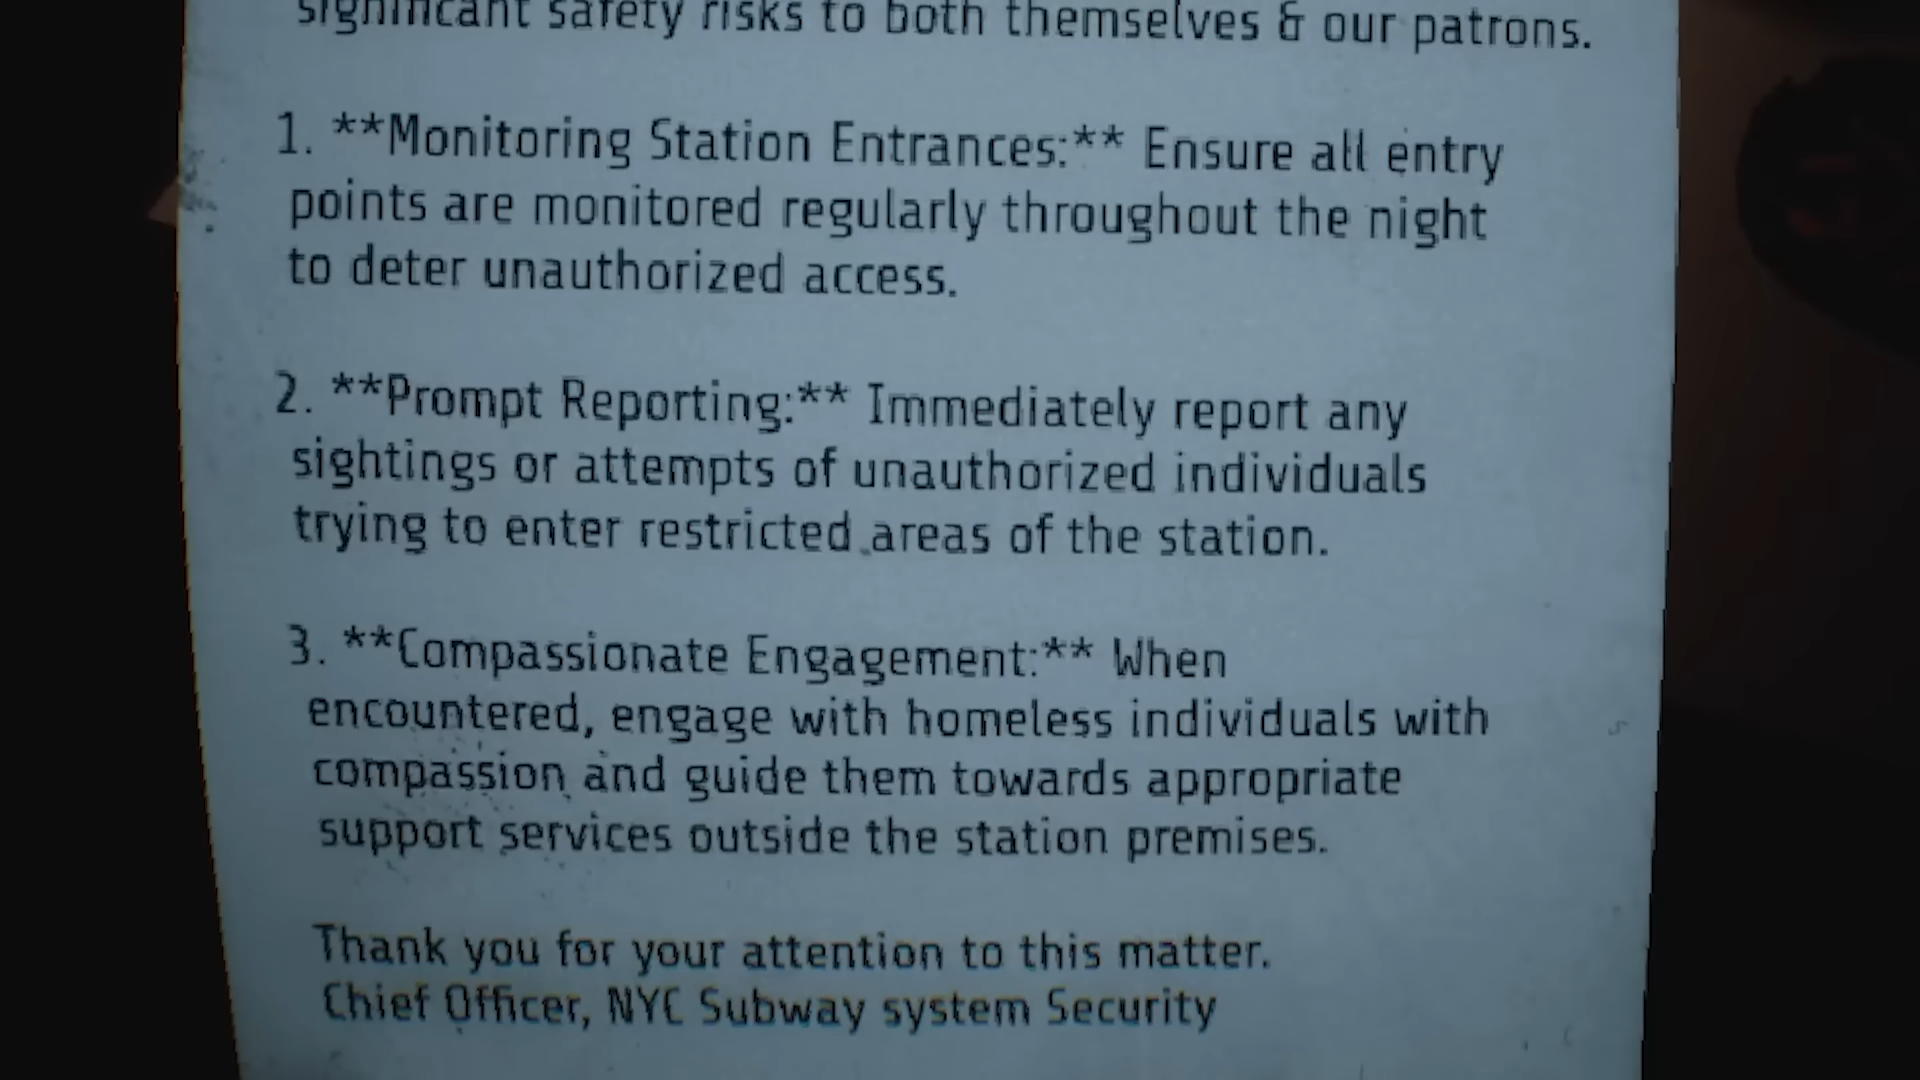 significant safety risks to both themselves & our patrons.
1. **Monitoring Station Entrances:** Ensure all entry
points are monitored regularly throughout the night
to deter unauthorized access.
2. **Prompt Reporting:** Immediately report any
sightings or attempts of unauthorized individuals
trying to enter restricted areas of the station.
3. **Compassionate Engagement:** When
encountered, engage with homeless individuals with
compassion and guide them towards appropriate
support services outside the station premises.
Thank you for your attention to this matter.
Chief Officer, NYC Subway system Security